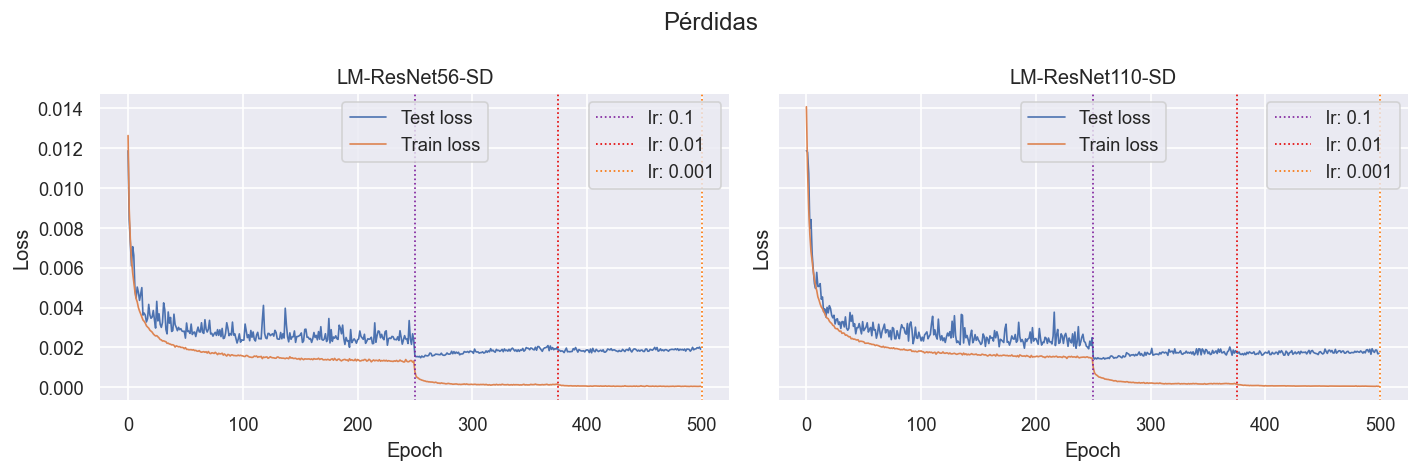 Pérdidas
LM-ResNet56-SD
Test loss
Train loss
lr: 0.1
lr: 0.01
lr: 0.001
0.014
0.012
0.010
0.008
0.006
0.004
0.002
0.000
Loss
0 100 200 300 400 500
Epoch
LM-ResNet110-SD
Test loss
Train loss
lr: 0.1
lr: 0.01
lr: 0.001
Loss
0 100 200 300 400 500
Epoch